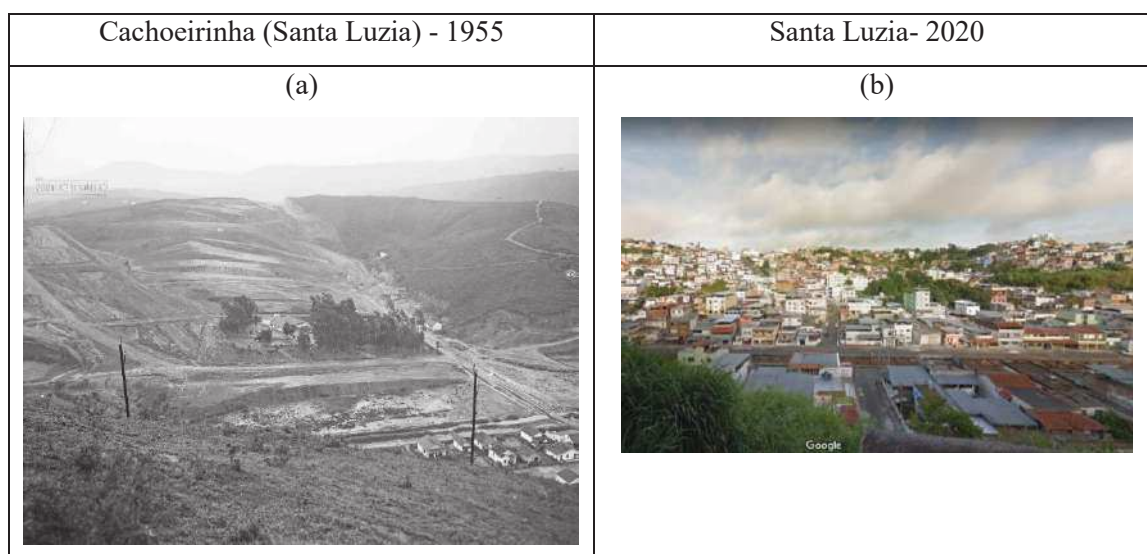 Cachoeirinha (Santa Luzia) - 1955
Santa Luzia- 2020
(a)
(b)
Google